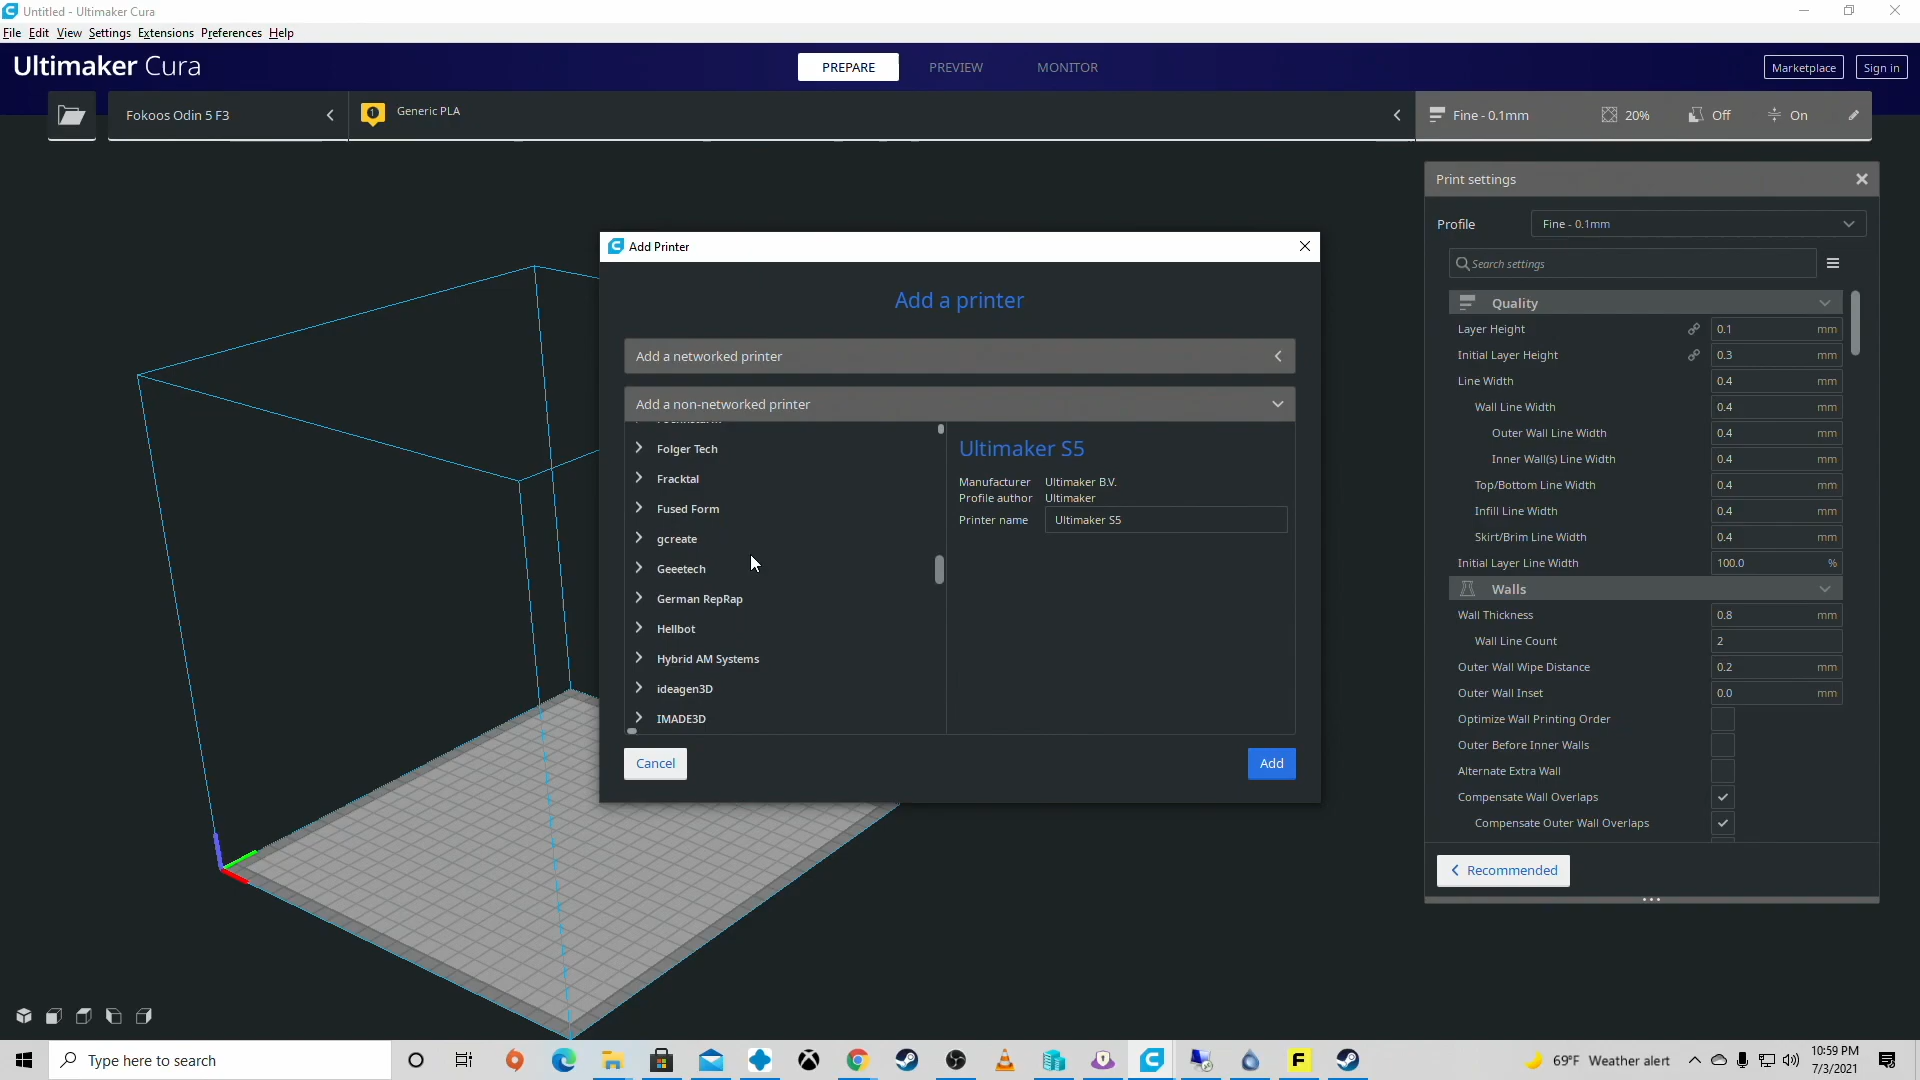 Untitled - Ultimaker Cura
File Edit View Settings Extensions Preferences Help
Ultimaker Cura
PREPARE
PREVIEW
MONITOR
Marketplace
Sign in
Fokoos Odin 5 F3
1
Generic PLA
Fine - 0.1mm
20%
Off
On
Print settings
Profile
Fine - 0.1mm
Search settings
Quality
Layer Height 0.1 mm
Initial Layer Height 0.3 mm
Line Width 0.4 mm
Wall Line Width 0.4 mm
Outer Wall Line Width 0.4 mm
Inner Wall(s) Line Width 0.4 mm
Top/Bottom Line Width 0.4 mm
Infill Line Width 0.4 mm
Skirt/Brim Line Width 0.4 mm
Initial Layer Line Width 100.0 %
Walls
Wall Thickness 0.8 mm
Wall Line Count 2
Outer Wall Wipe Distance 0.2 mm
Outer Wall Inset 0.0 mm
Optimize Wall Printing Order
Outer Before Inner Walls
Alternate Extra Wall
Compensate Wall Overlaps
Compensate Outer Wall Overlaps
Recommended
Add Printer
Add a printer
Add a networked printer
Add a non-networked printer
Folger Tech
Fracktal
Fused Form
gcreate
Geeetech
German RepRap
Hellbot
Hybrid AM Systems
ideagen3D
IMADE3D
Ultimaker S5
Manufacturer Ultimaker B.V.
Profile author Ultimaker
Printer name Ultimaker S5
Cancel
Add
Type here to search
69°F Weather alert
10:59 PM
7/3/2021